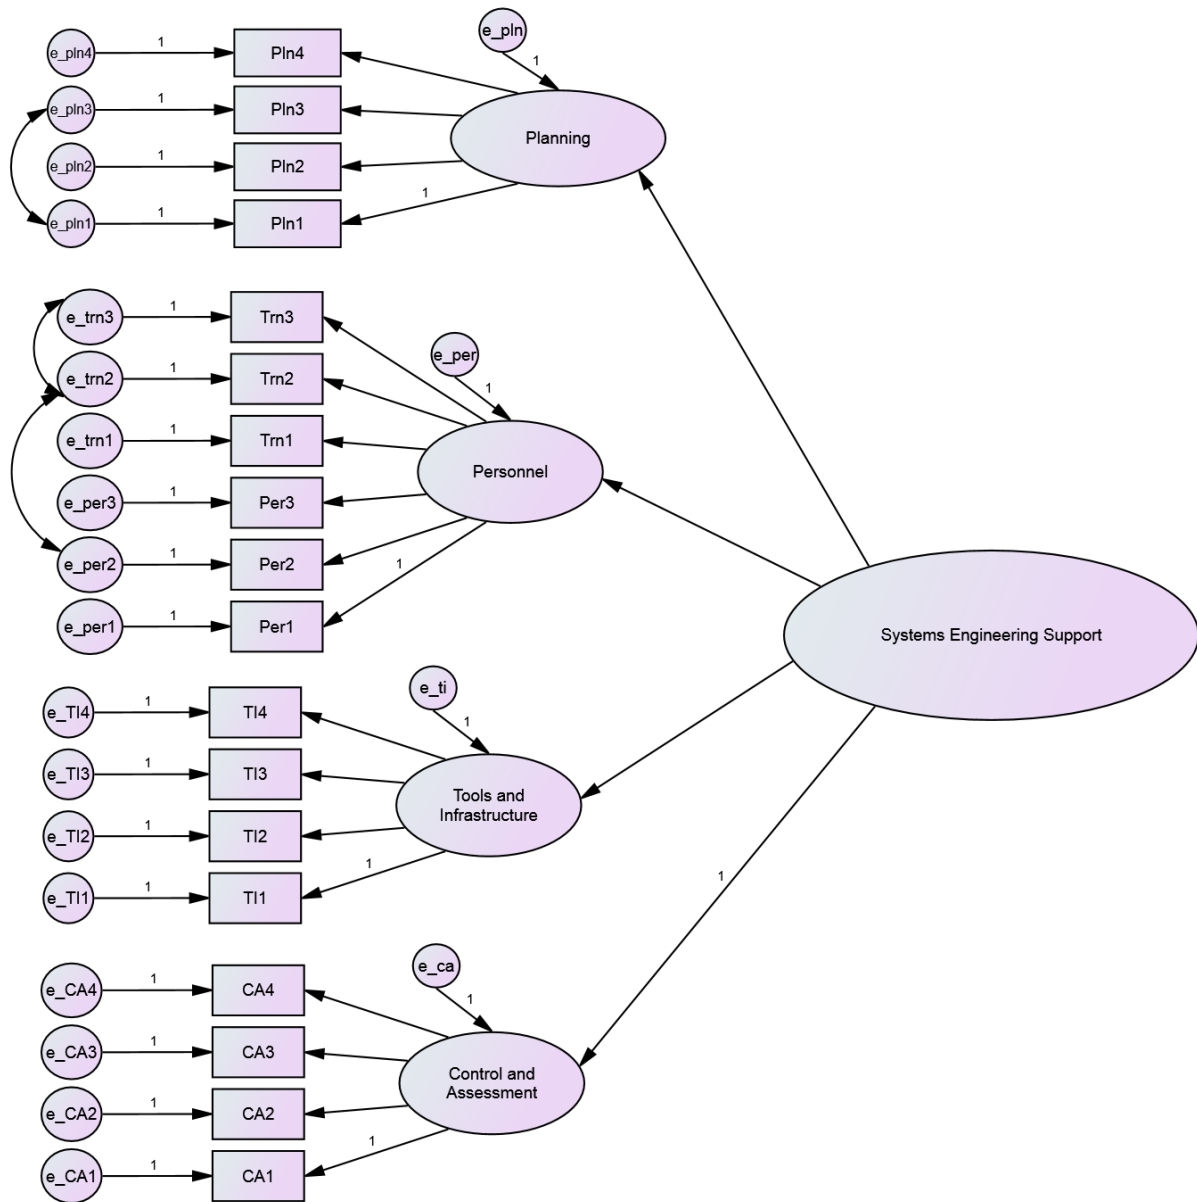 e_pln
e_pln4 1 Pln4 1
e_pln3 1 Pln3
Planning
e_pln2 1 Pln2
1
e_pln1 1 Pln1
e_trn3 1 Trn3
e_per
e_trn2 1 Trn2 1
e_trn1 1 Trn1
Personnel
e_per3 1 Per3
e_per2 1 Per2 1
e_per1 1 Per1
Systems Engineering Support
e_ti
e_TI4 1 TI4 1
e_TI3 1 TI3
Tools and
Infrastructure
e_TI2 1 TI2
1
e_TI1 1 TI1
1
e_ca
e_CA4 1 CA4 1
e_CA3 1 CA3
Control and
Assessment
e_CA2 1 CA2
1
e_CA1 1 CA1